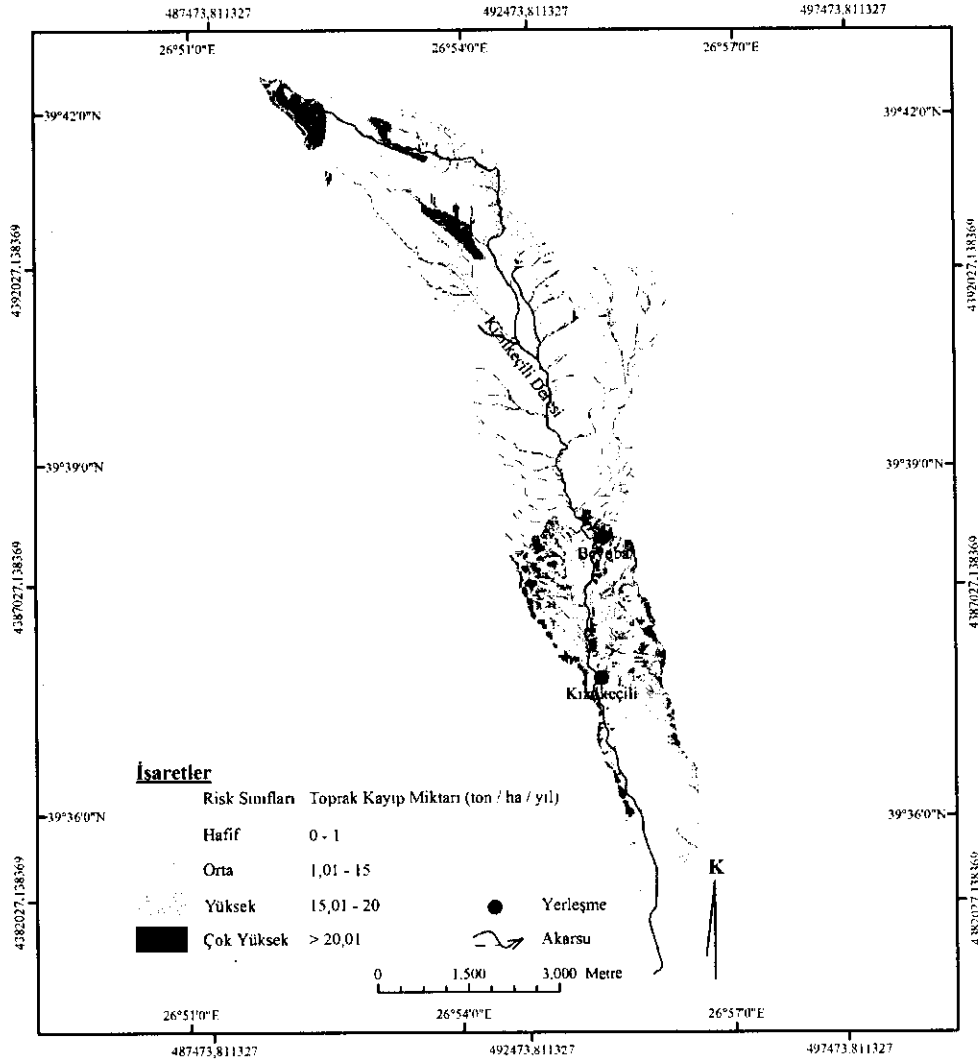 487473,811327 492473,811327 497473,811327
26°51'0"E 26°54'0"E 26°57'0"E
39°42'0"N 39°42'0"N
4392027,138369 4392027,138369
Kızılkeçili Deresi
39°39'0"N 39°39'0"N
Beyoba
4387027,138369 4387027,138369
Kızılkeçili
İşaretler
Risk Sınıfları Toprak Kayıp Miktarı (ton / ha / yıl)
Hafif 0 - 1
39°36'0"N 39°36'0"N
Orta 1,01 - 15
K
Yüksek 15,01 - 20 Yerleşme
4382027,138369 4382027,138369
Çok Yüksek > 20,01 Akarsu
0 1.500 3.000 Metre
26°51'0"E 26°54'0"E 26°57'0"E
487473,811327 492473,811327 497473,811327